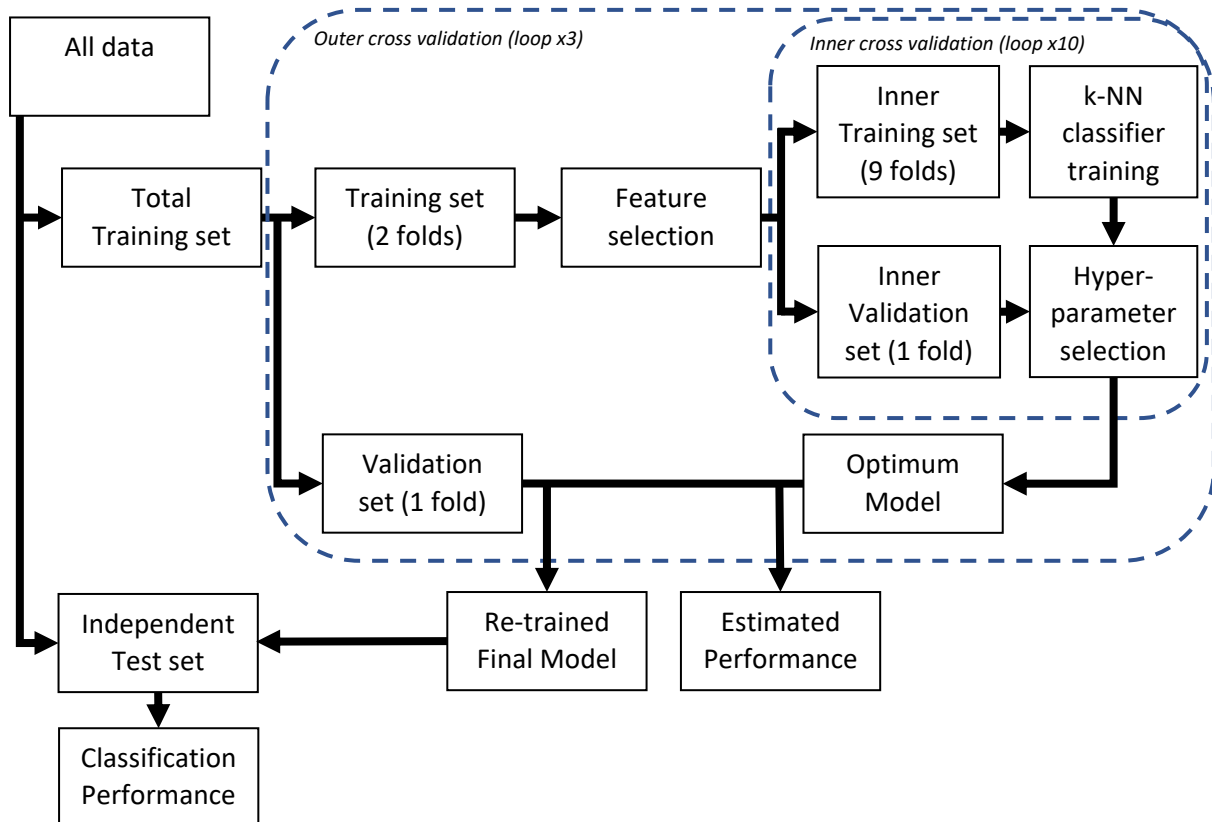 All data
Outer cross validation (loop x3)
Inner cross validation (loop x10)
Inner
Training set
(9 folds)
k-NN
classifier
training
Total
Training set
Training set
(2 folds)
Feature
selection
Inner
Validation
set (1 fold)
Hyper-
parameter
selection
Validation
set (1 fold)
Optimum
Model
Independent
Test set
Re-trained
Final Model
Estimated
Performance
Classification
Performance